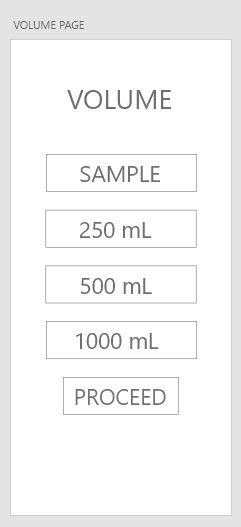 VOLUME PAGE
VOLUME
SAMPLE
250 mL
500 mL
1000 mL
PROCEED